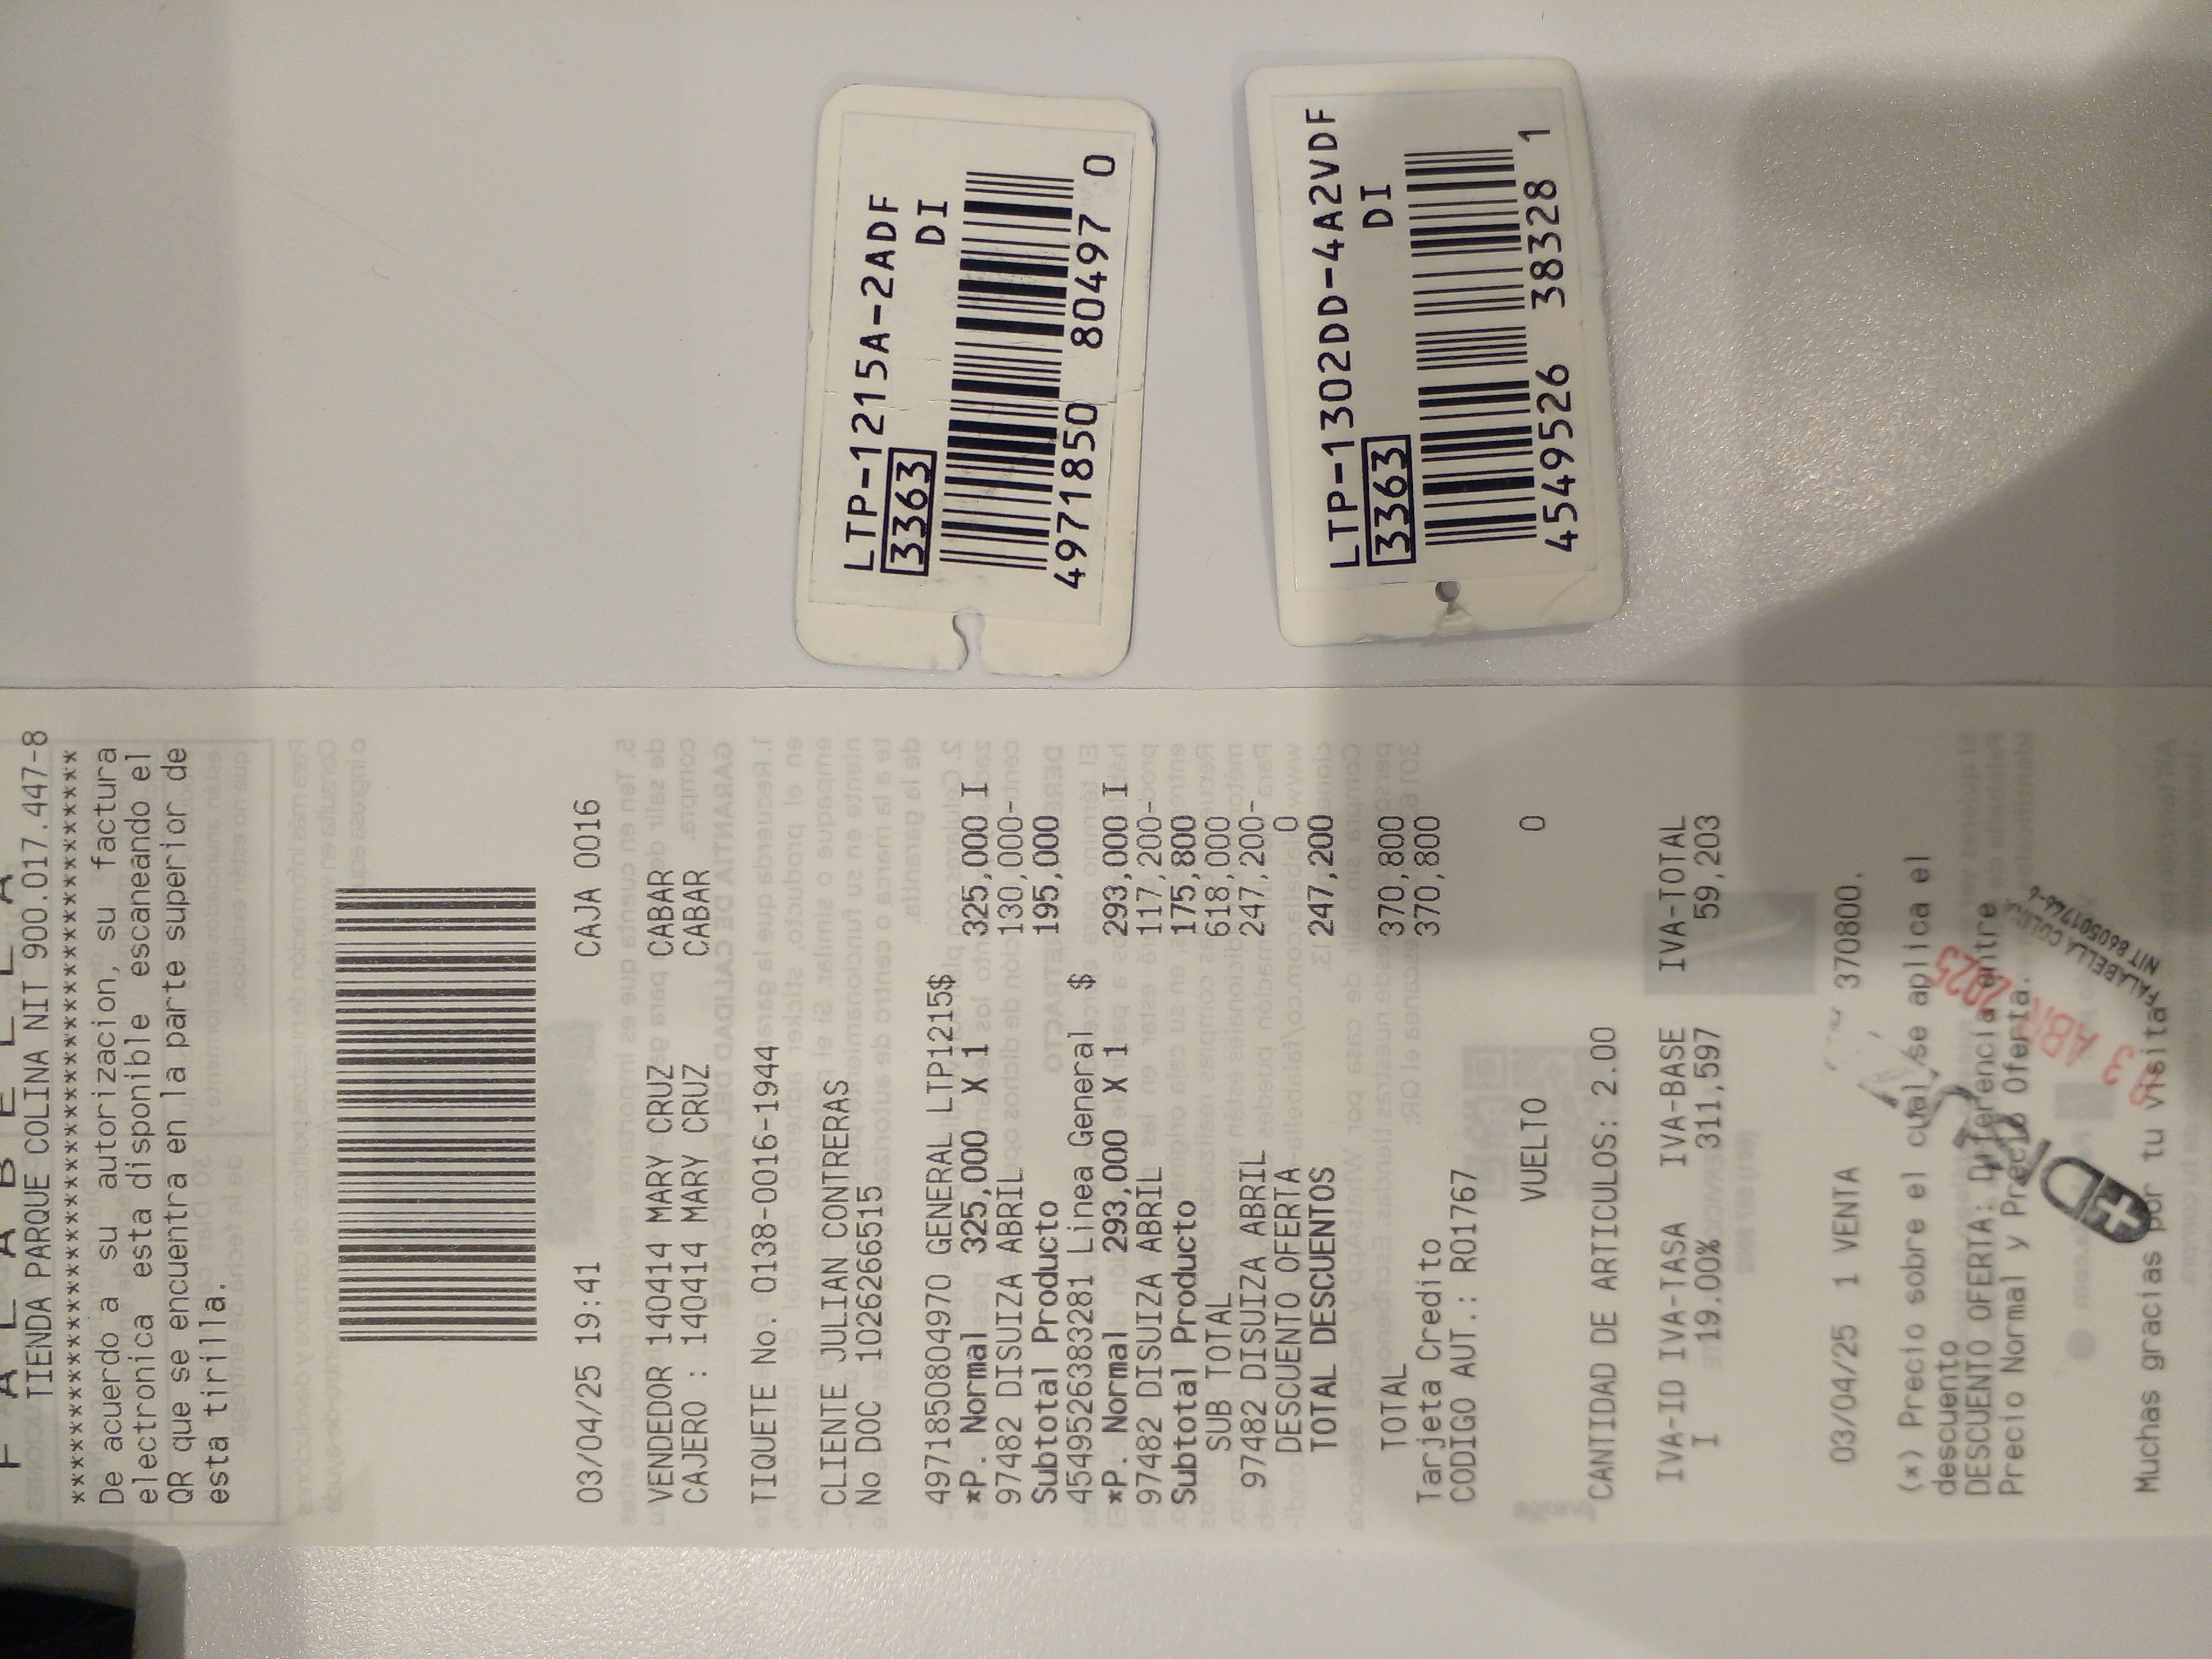 F A L A B E L L A
TIENDA PARQUE COLINA NIT 900.017.447-8
****************************************
De acuerdo a su autorizacion, su factura
electronica esta disponible escaneando el
QR que se encuentra en la parte superior de
esta tirilla.
03/04/25 19:41 CAJA 0016
VENDEDOR 140414 MARY CRUZ CABAR
CAJERO : 140414 MARY CRUZ CABAR
TIQUETE No. 0138-0016-1944
CLIENTE JULIAN CONTRERAS
No DOC 1026266515
4971850804970 GENERAL LTP1215$
*P. Normal 325,000 X 1 325,000 I
97482 DISUIZA ABRIL 130,000-
Subtotal Producto 195,000
4549526383281 Linea General $
*P. Normal 293,000 X 1 293,000 I
97482 DISUIZA ABRIL 117,200-
Subtotal Producto 175,800
SUB TOTAL 618,000
97482 DISUIZA ABRIL 247,200-
DESCUENTO OFERTA 0
TOTAL DESCUENTOS 247,200
TOTAL 370,800
Tarjeta Credito 370,800
CODIGO AUT.: R01767
VUELTO 0
CANTIDAD DE ARTICULOS: 2.00
IVA-ID IVA-TASA IVA-BASE IVA-TOTAL
I 19.00% 311,597 59,203
03/04/25 1 VENTA 370800.
(*) Precio sobre el cual se aplica el
descuento
DESCUENTO OFERTA: Diferencia entre
Precio Normal y Precio Oferta.
Muchas gracias por tu visita
3 ABR 2025
FALABELLA COLINA
NIT 860501746-6
LTP-1215A-2ADF
3363 DI
4971850 80497 0
LTP-1302DD-4A2VDF
3363 DI
4549526 38328 1